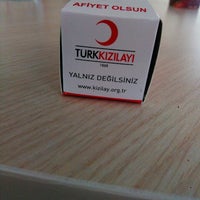 AFİYET OLSUN
TÜRKKIZILAYI
1868
YALNIZ DEĞİLSİNİZ
www.kizilay.org.tr